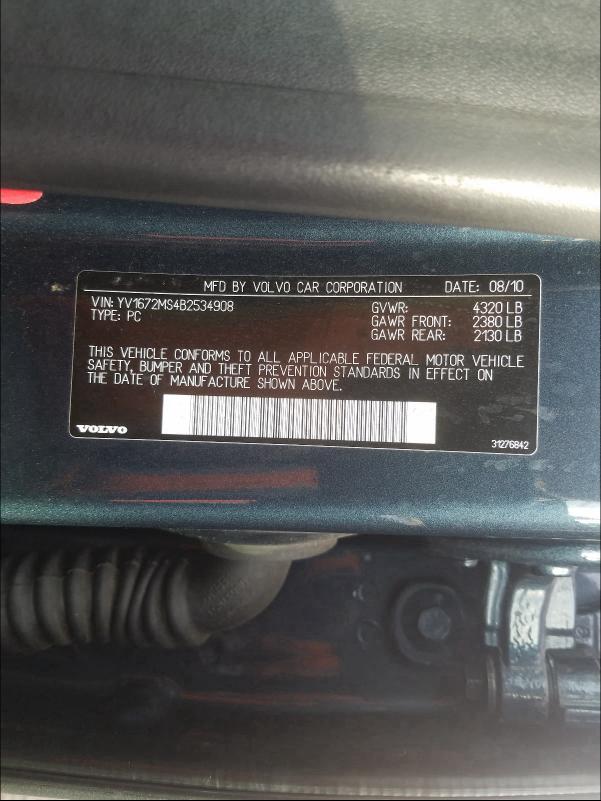 MFD BY VOLVO CAR CORPORATION DATE: 08/10
VIN: YV1672MS4B2534908 GVWR: 4320 LB
TYPE: PC GAWR FRONT: 2380 LB
GAWR REAR: 2130 LB
THIS VEHICLE CONFORMS TO ALL APPLICABLE FEDERAL MOTOR VEHICLE
SAFETY, BUMPER AND THEFT PREVENTION STANDARDS IN EFFECT ON
THE DATE OF MANUFACTURE SHOWN ABOVE.
VOLVO 31276842